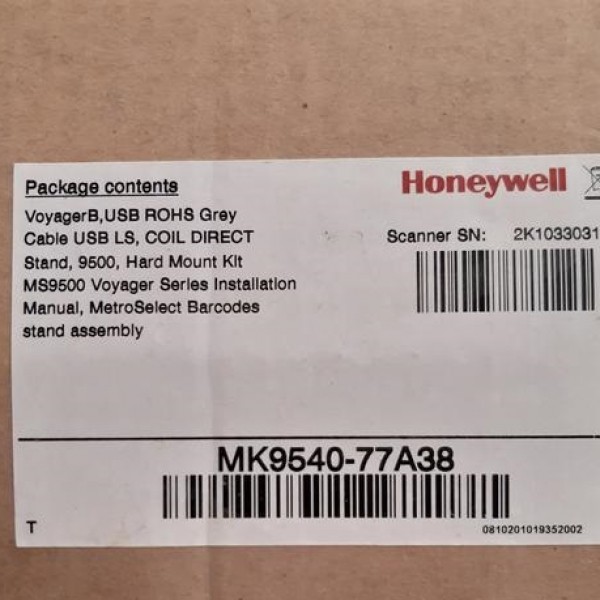 Package contents
Honeywell
VoyagerB,USB ROHS Grey
Cable USB LS, COIL DIRECT
Stand, 9500, Hard Mount Kit
MS9500 Voyager Series Installation
Manual, MetroSelect Barcodes
stand assembly
Scanner SN: 2K1033031
MK9540-77A38
T
0810201019352002